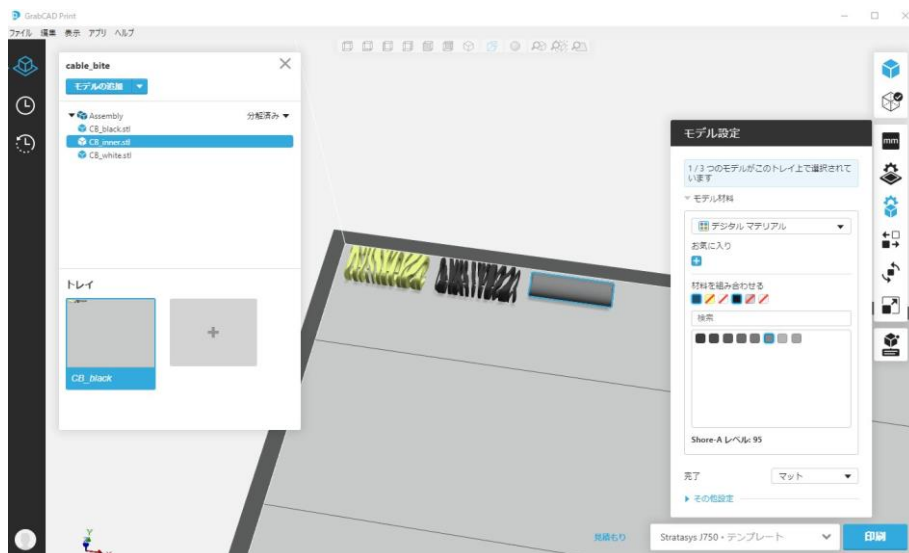 GrabCAD Print
ファイル 編集 表示 アプリ ヘルプ
cable_bite
モデルの追加
Assembly
分解済み
CB_black.stl
CB_inner.stl
CB_white.stl
トレイ
CB_black
モデル設定
1 / 3 つのモデルがこのトレイ上で選択されて
います
モデル材料
デジタル マテリアル
お気に入り
材料を組み合わせる
検索
Shore-A レベル: 95
完了
マット
その他設定
mm
Y
X
見積もり
Stratasys J750 - テンプレート
印刷